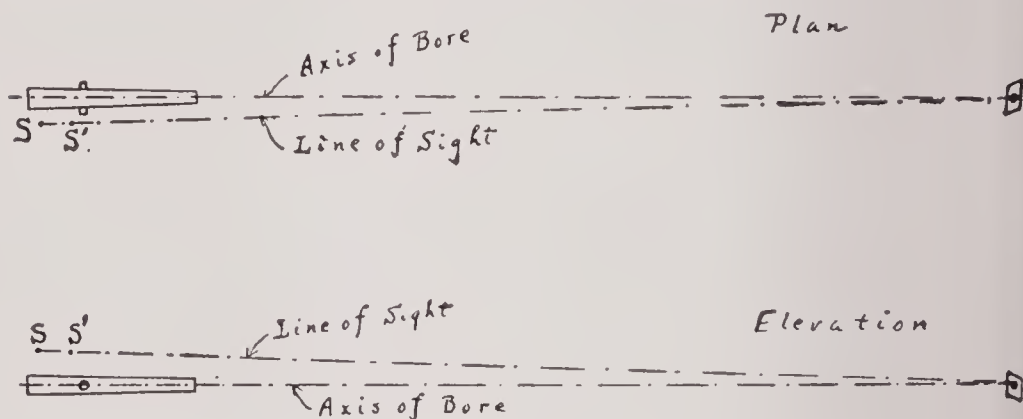 Plan
Axis of Bore
S S'.
Line of Sight
S S'
Line of Sight
Elevation
Axis of Bore